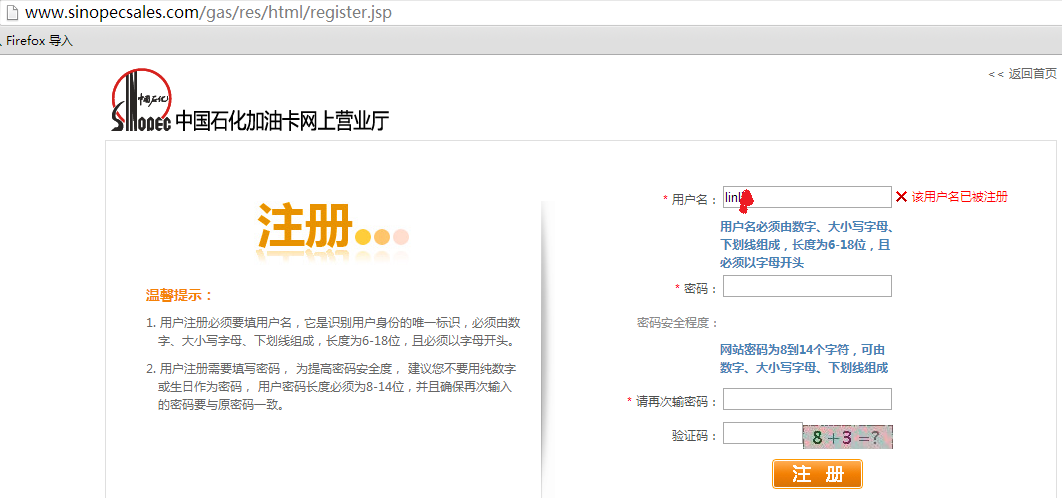 www.sinopecsales.com/gas/res/html/register.jsp
Firefox 导入
<< 返回首页
中国石化
SINOPEC 中国石化加油卡网上营业厅
注册
* 用户名：
该用户名已被注册
用户名必须由数字、大小写字母、
下划线组成，长度为6-18位，且
必须以字母开头
* 密码：
密码安全程度：
网站密码为8到14个字符，可由
数字、大小写字母、下划线组成
* 请再次输密码：
验证码：
8+3=?
注 册
温馨提示：
1. 用户注册必须要填用户名，它是识别用户身份的唯一标识，必须由数
字、大小写字母、下划线组成，长度为6-18位，且必须以字母开头。
2. 用户注册需要填写密码， 为提高密码安全度， 建议您不要用纯数字
或生日作为密码， 用户密码长度必须为8-14位，并且确保再次输入
的密码要与原密码一致。